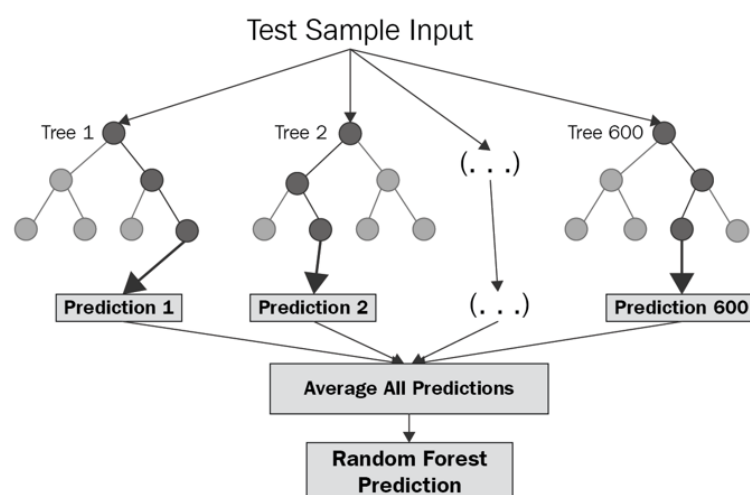 Test Sample Input
Tree 1
Tree 2
Tree 600
(. . .)
Prediction 1
Prediction 2
(. . .)
Prediction 600
Average All Predictions
Random Forest
Prediction